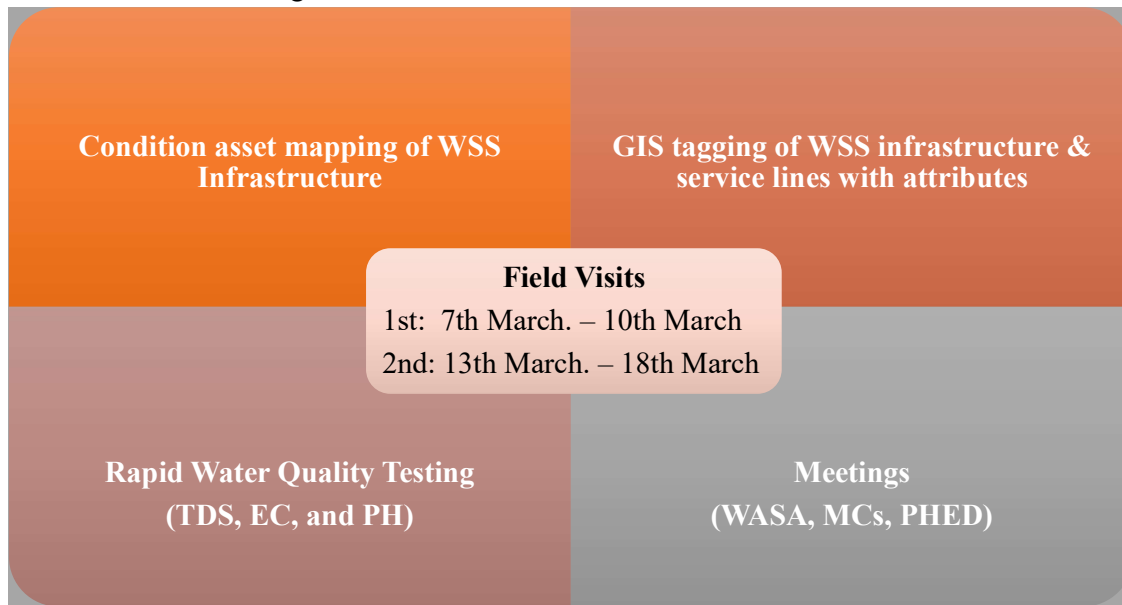 Condition asset mapping of WSS
Infrastructure
GIS tagging of WSS infrastructure &
service lines with attributes
Field Visits
1st:  7th March. – 10th March
2nd: 13th March. – 18th March
Rapid Water Quality Testing
(TDS, EC, and PH)
Meetings
(WASA, MCs, PHED)